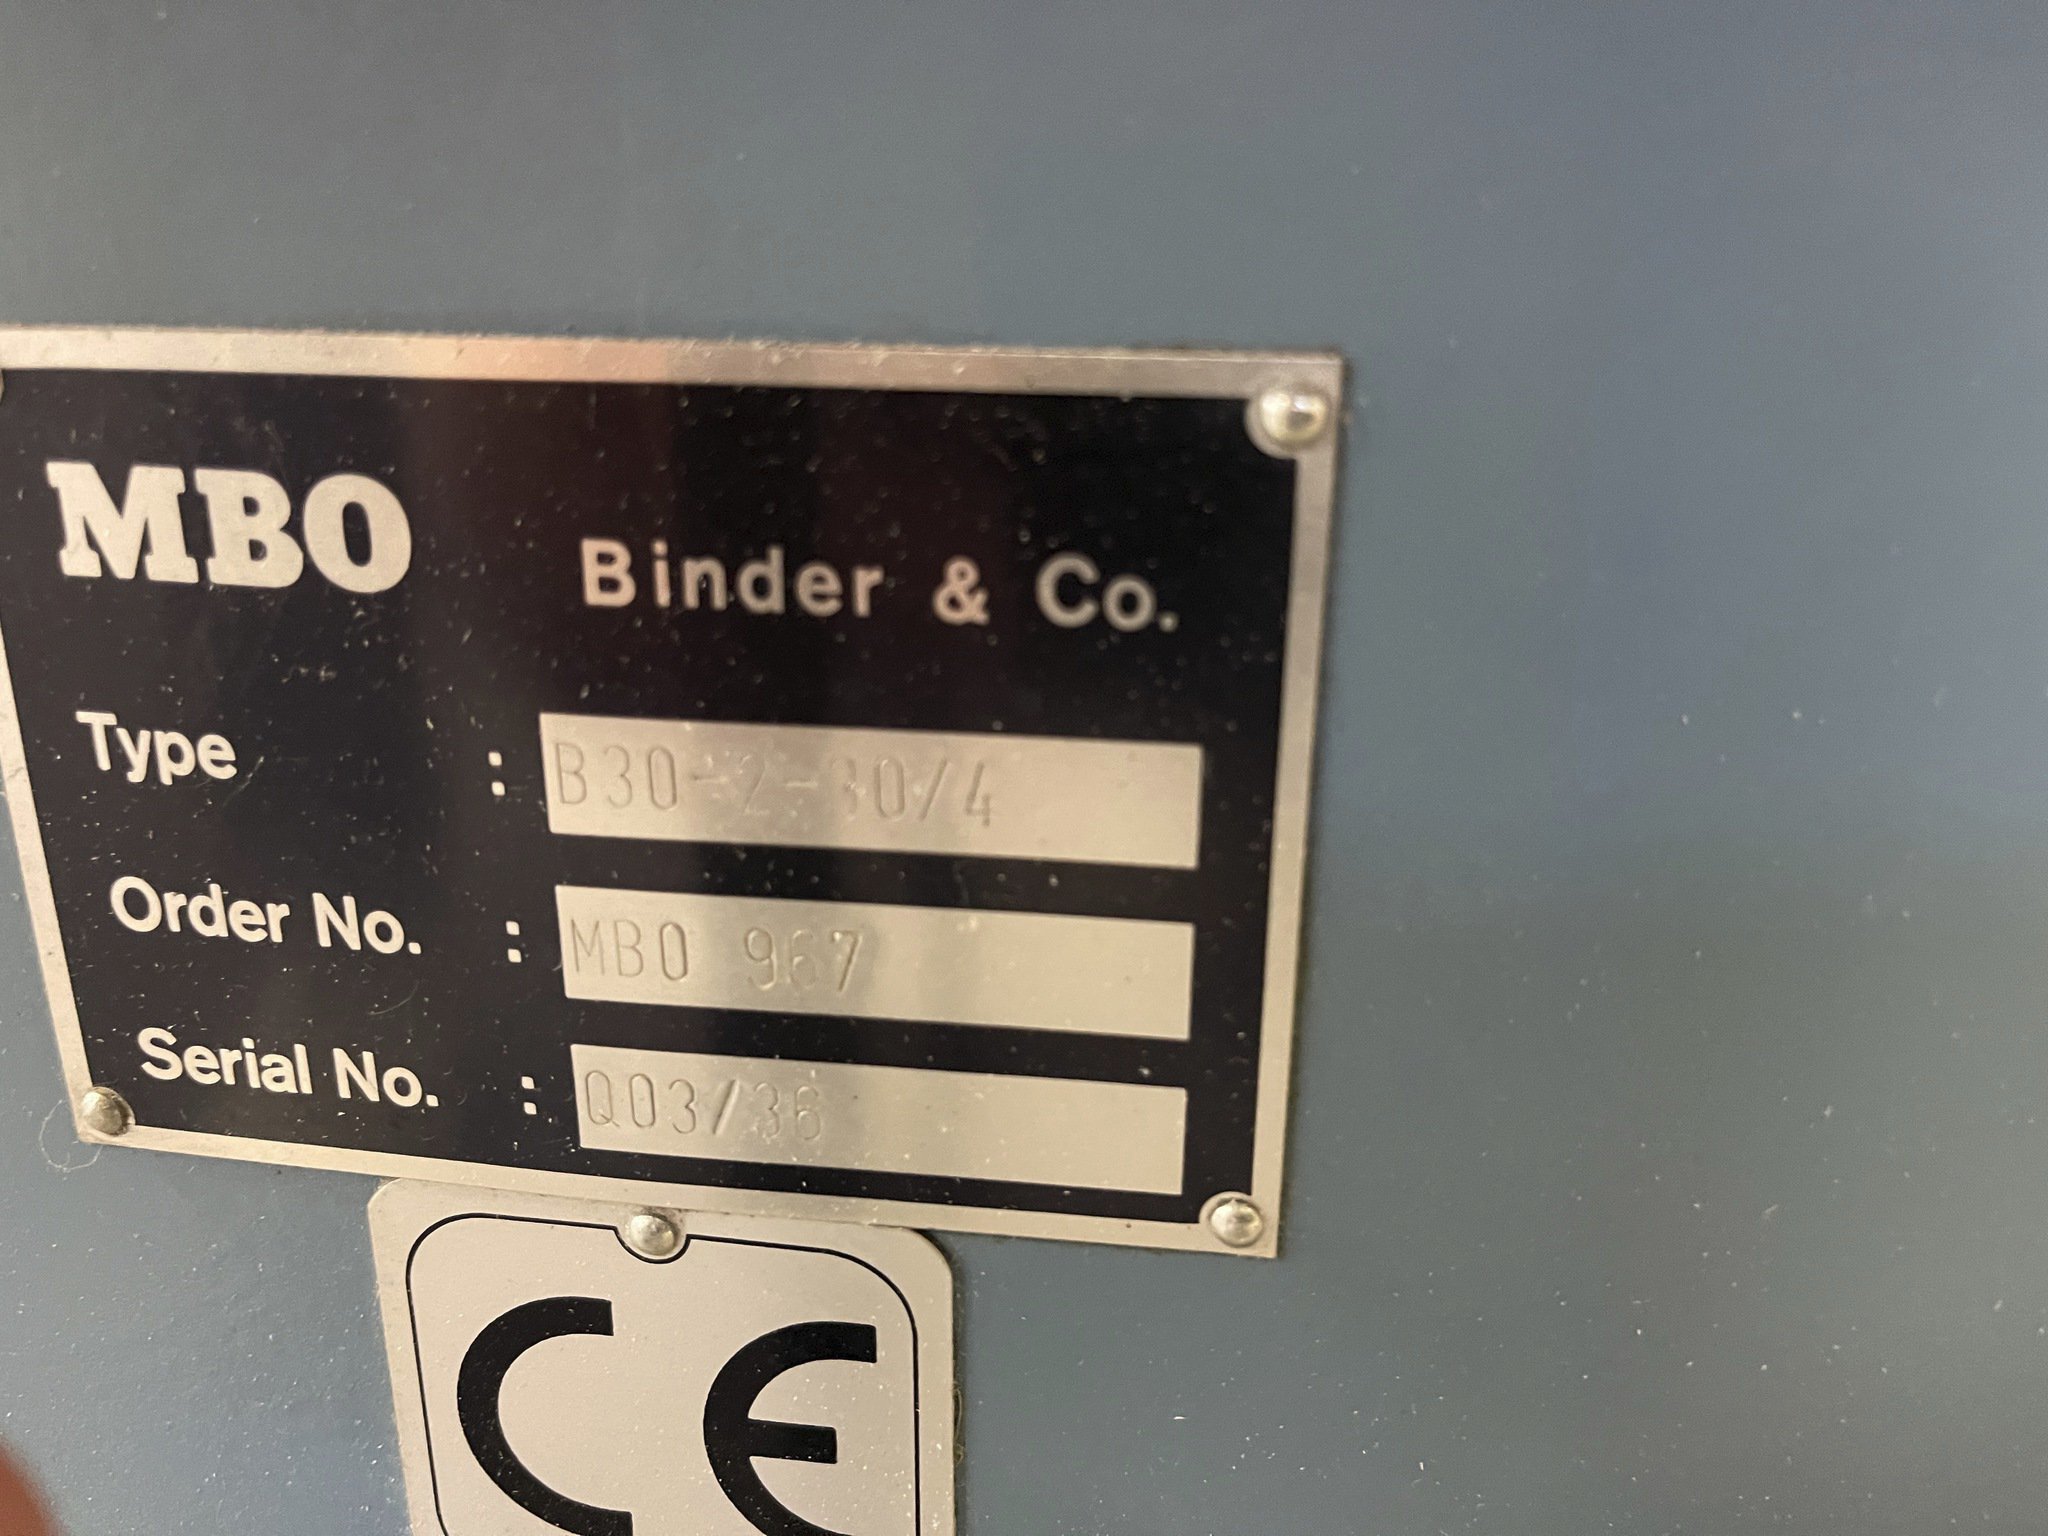 MBO Binder & Co.
Type : B30-2-30/4
Order No. : MBO 967
Serial No. : Q03/36
CE